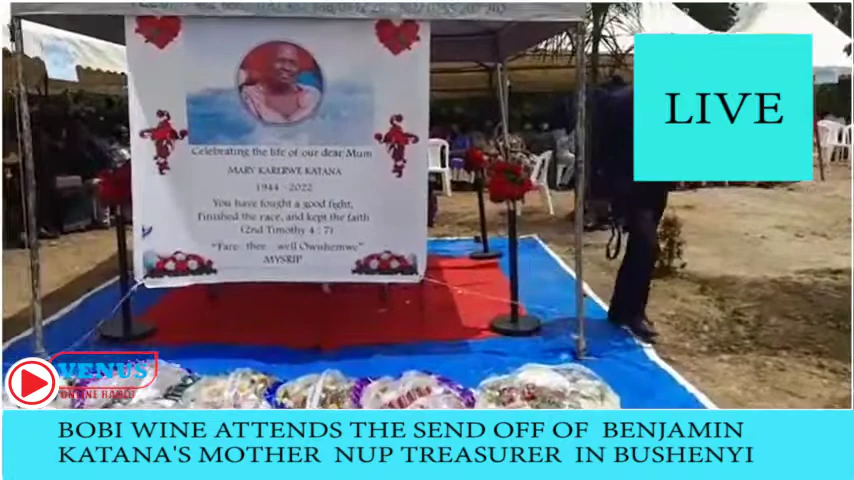 LIVE
Celebrating the life of our dear Mum
MARY KARERWE KATANA
1944 - 2022
You have fought a good fight,
Finished the race, and kept the faith
(2nd Timothy 4 : 7)
"Fare thee well Owishemwe"
MYSRIP
VENUS
ONLINE RADIO
BOBI WINE ATTENDS THE SEND OFF OF BENJAMIN
KATANA'S MOTHER NUP TREASURER IN BUSHENYI